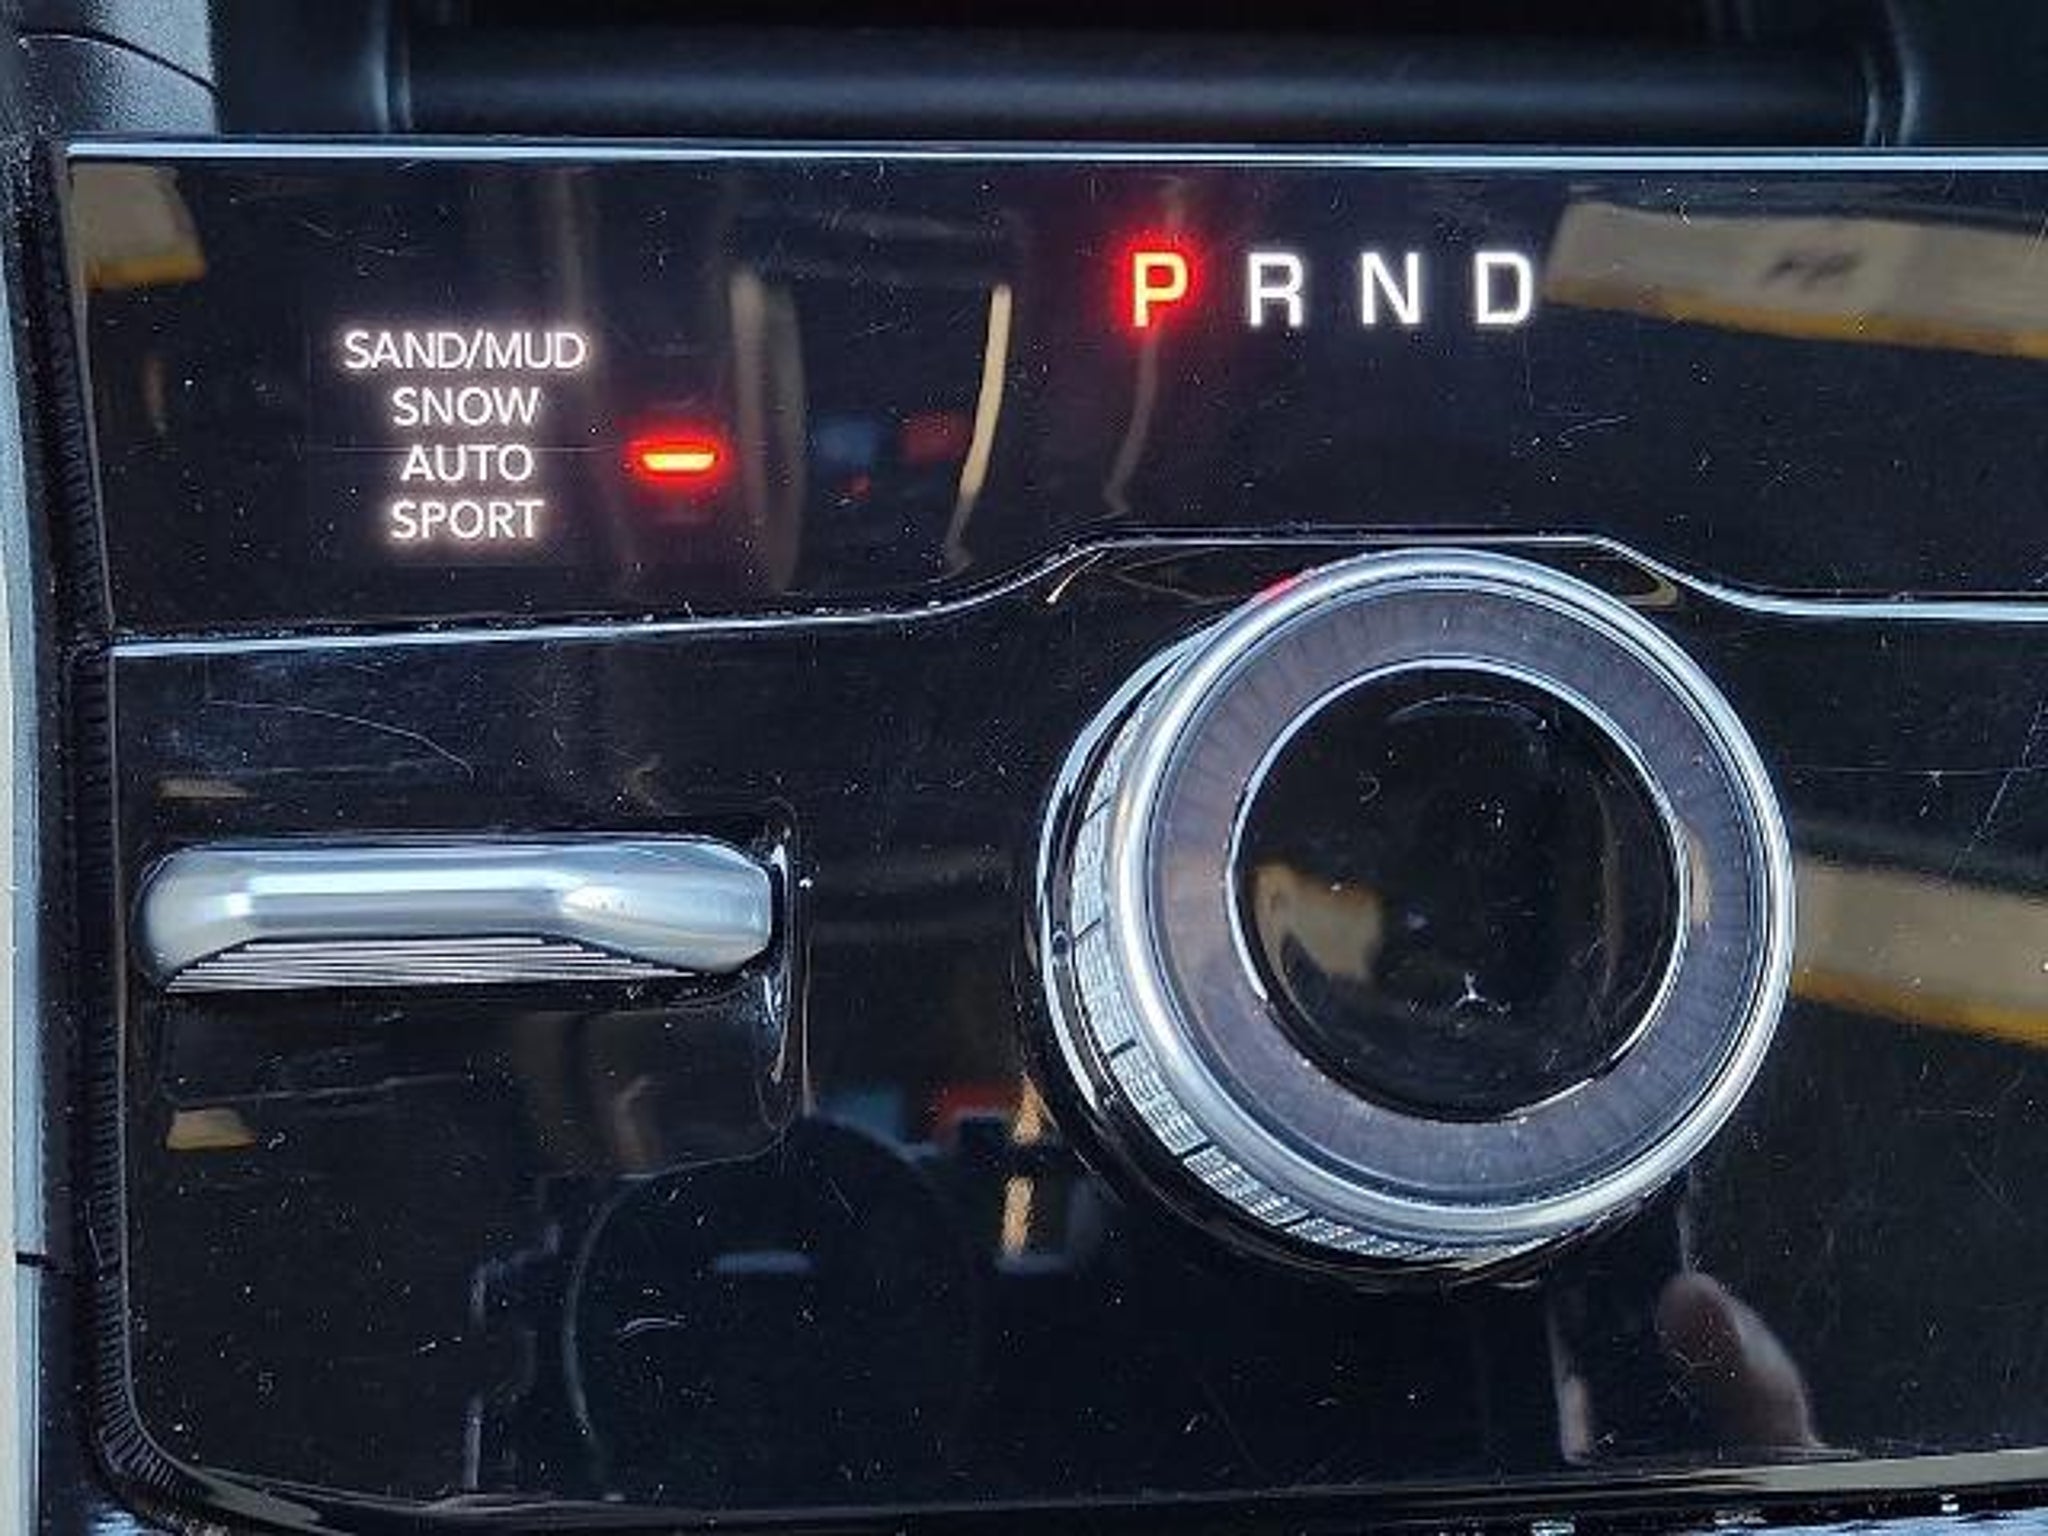 P R N D
SAND/MUD
SNOW
AUTO
SPORT